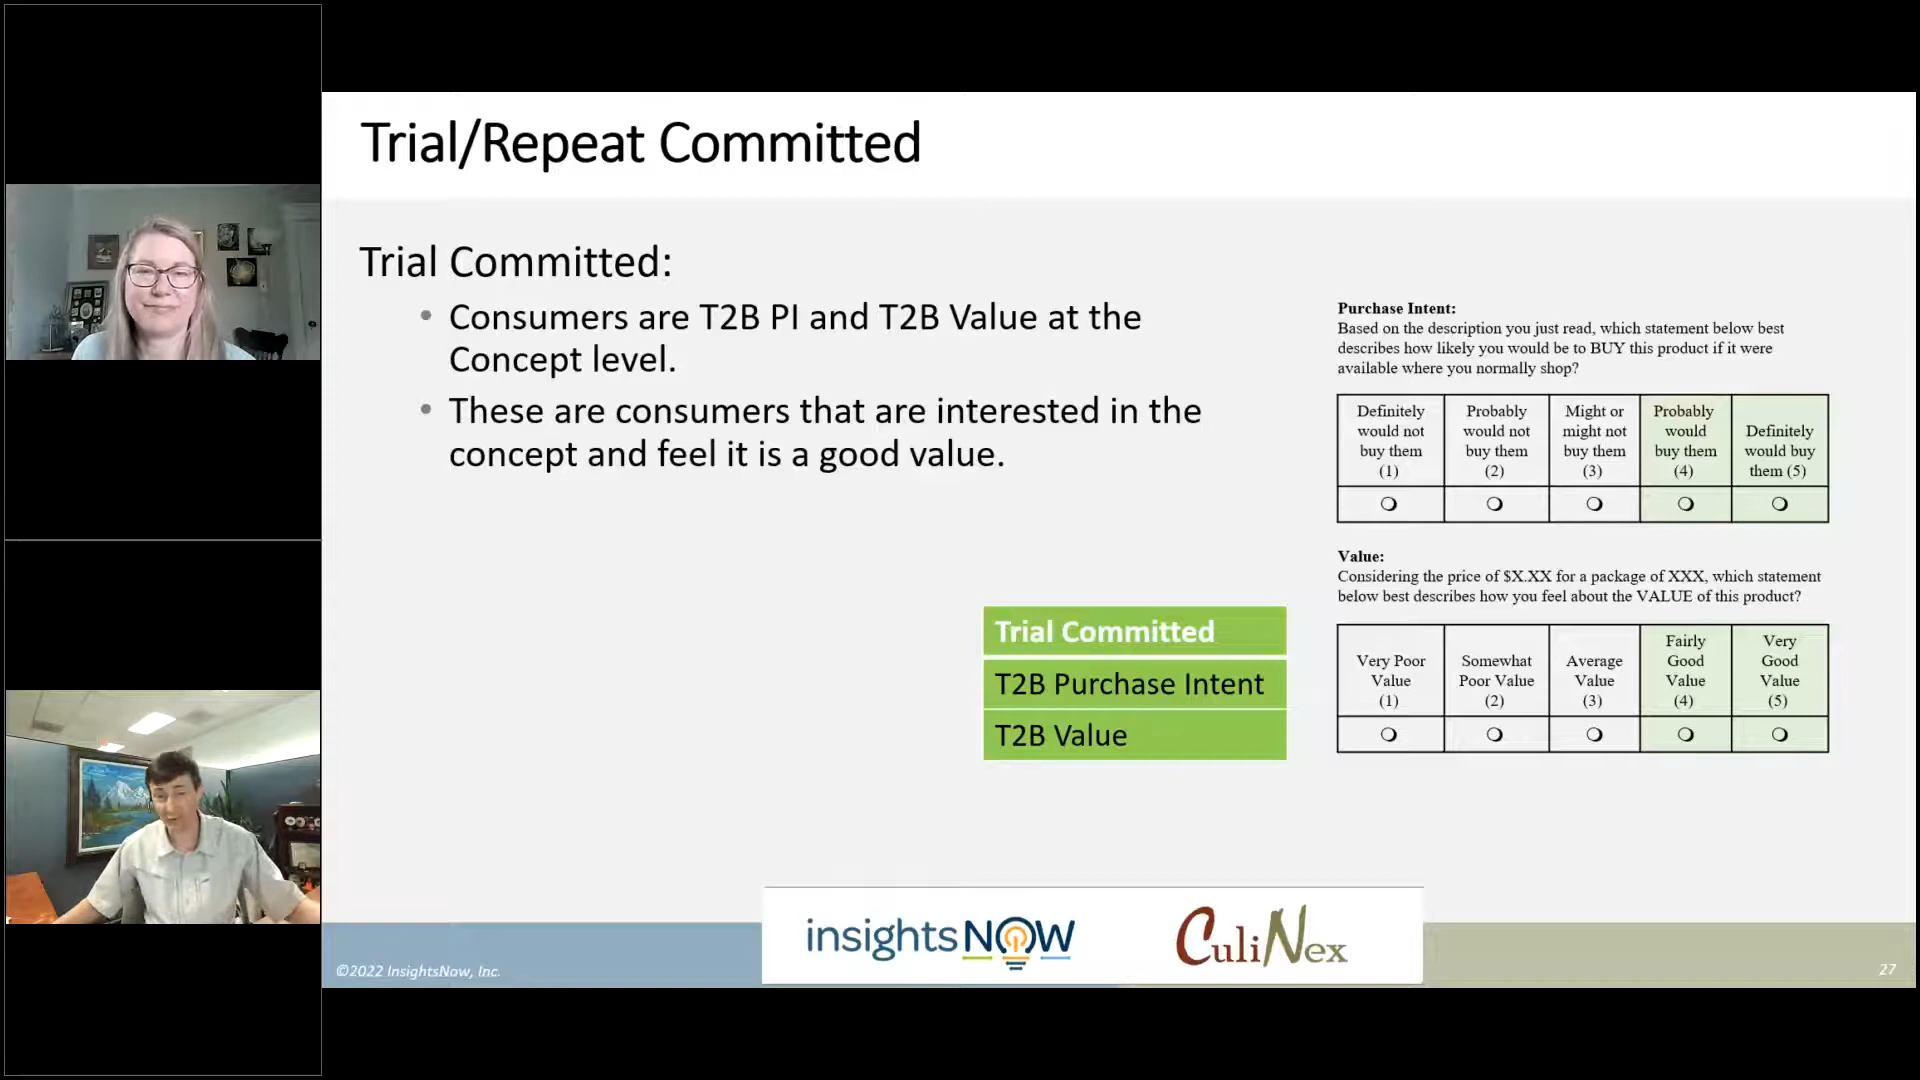 Trial/Repeat Committed
Trial Committed:
• Consumers are T2B PI and T2B Value at the
Concept level.
• These are consumers that are interested in the
concept and feel it is a good value.
Trial Committed
T2B Purchase Intent
T2B Value
Purchase Intent:
Based on the description you just read, which statement below best
describes how likely you would be to BUY this product if it were
available where you normally shop?
Definitely
would not
buy them
(1)
Probably
would not
buy them
(2)
Might or
might not
buy them
(3)
Probably
would
buy them
(4)
Definitely
would buy
them (5)
Value:
Considering the price of $X.XX for a package of XXX, which statement
below best describes how you feel about the VALUE of this product?
Very Poor
Value
(1)
Somewhat
Poor Value
(2)
Average
Value
(3)
Fairly
Good
Value
(4)
Very
Good
Value
(5)
insightsNOW
CuliNex
©2022 InsightsNow, Inc.
27